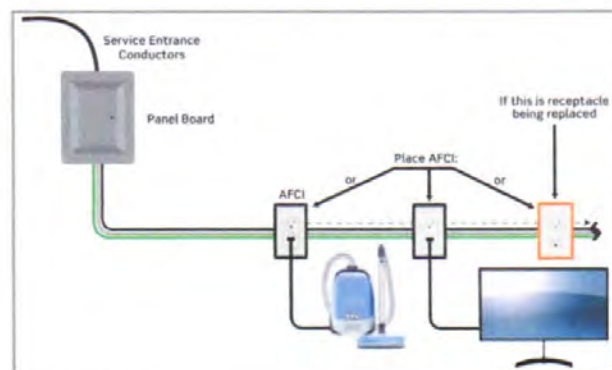 Service Entrance
Conductors
Panel Board
If this is receptacle
being replaced
Place AFCI:
or
or
AFCI